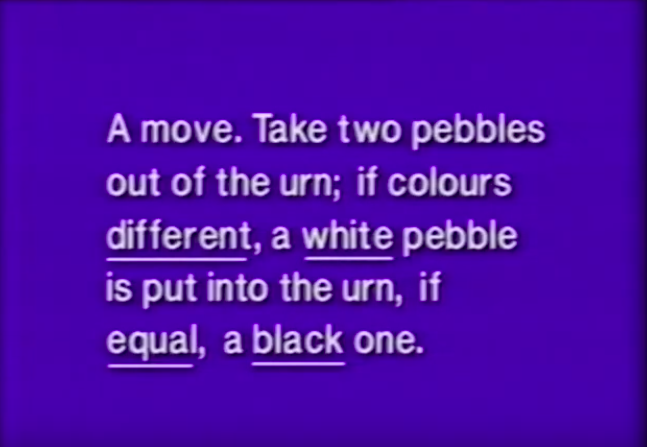 A move. Take two pebbles
out of the urn; if colours
different, a white pebble
is put into the urn, if
equal, a black one.